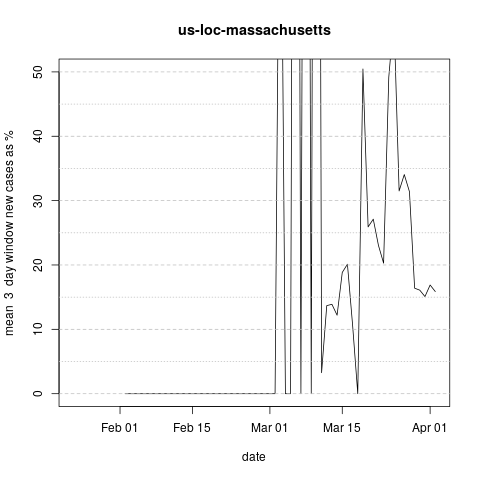 us-loc-massachusetts
mean 3 day window new cases as %
50
40
30
20
10
0
Feb 01 Feb 15 Mar 01 Mar 15 Apr 01
date